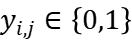 y_{i,j} ∈ {0,1}